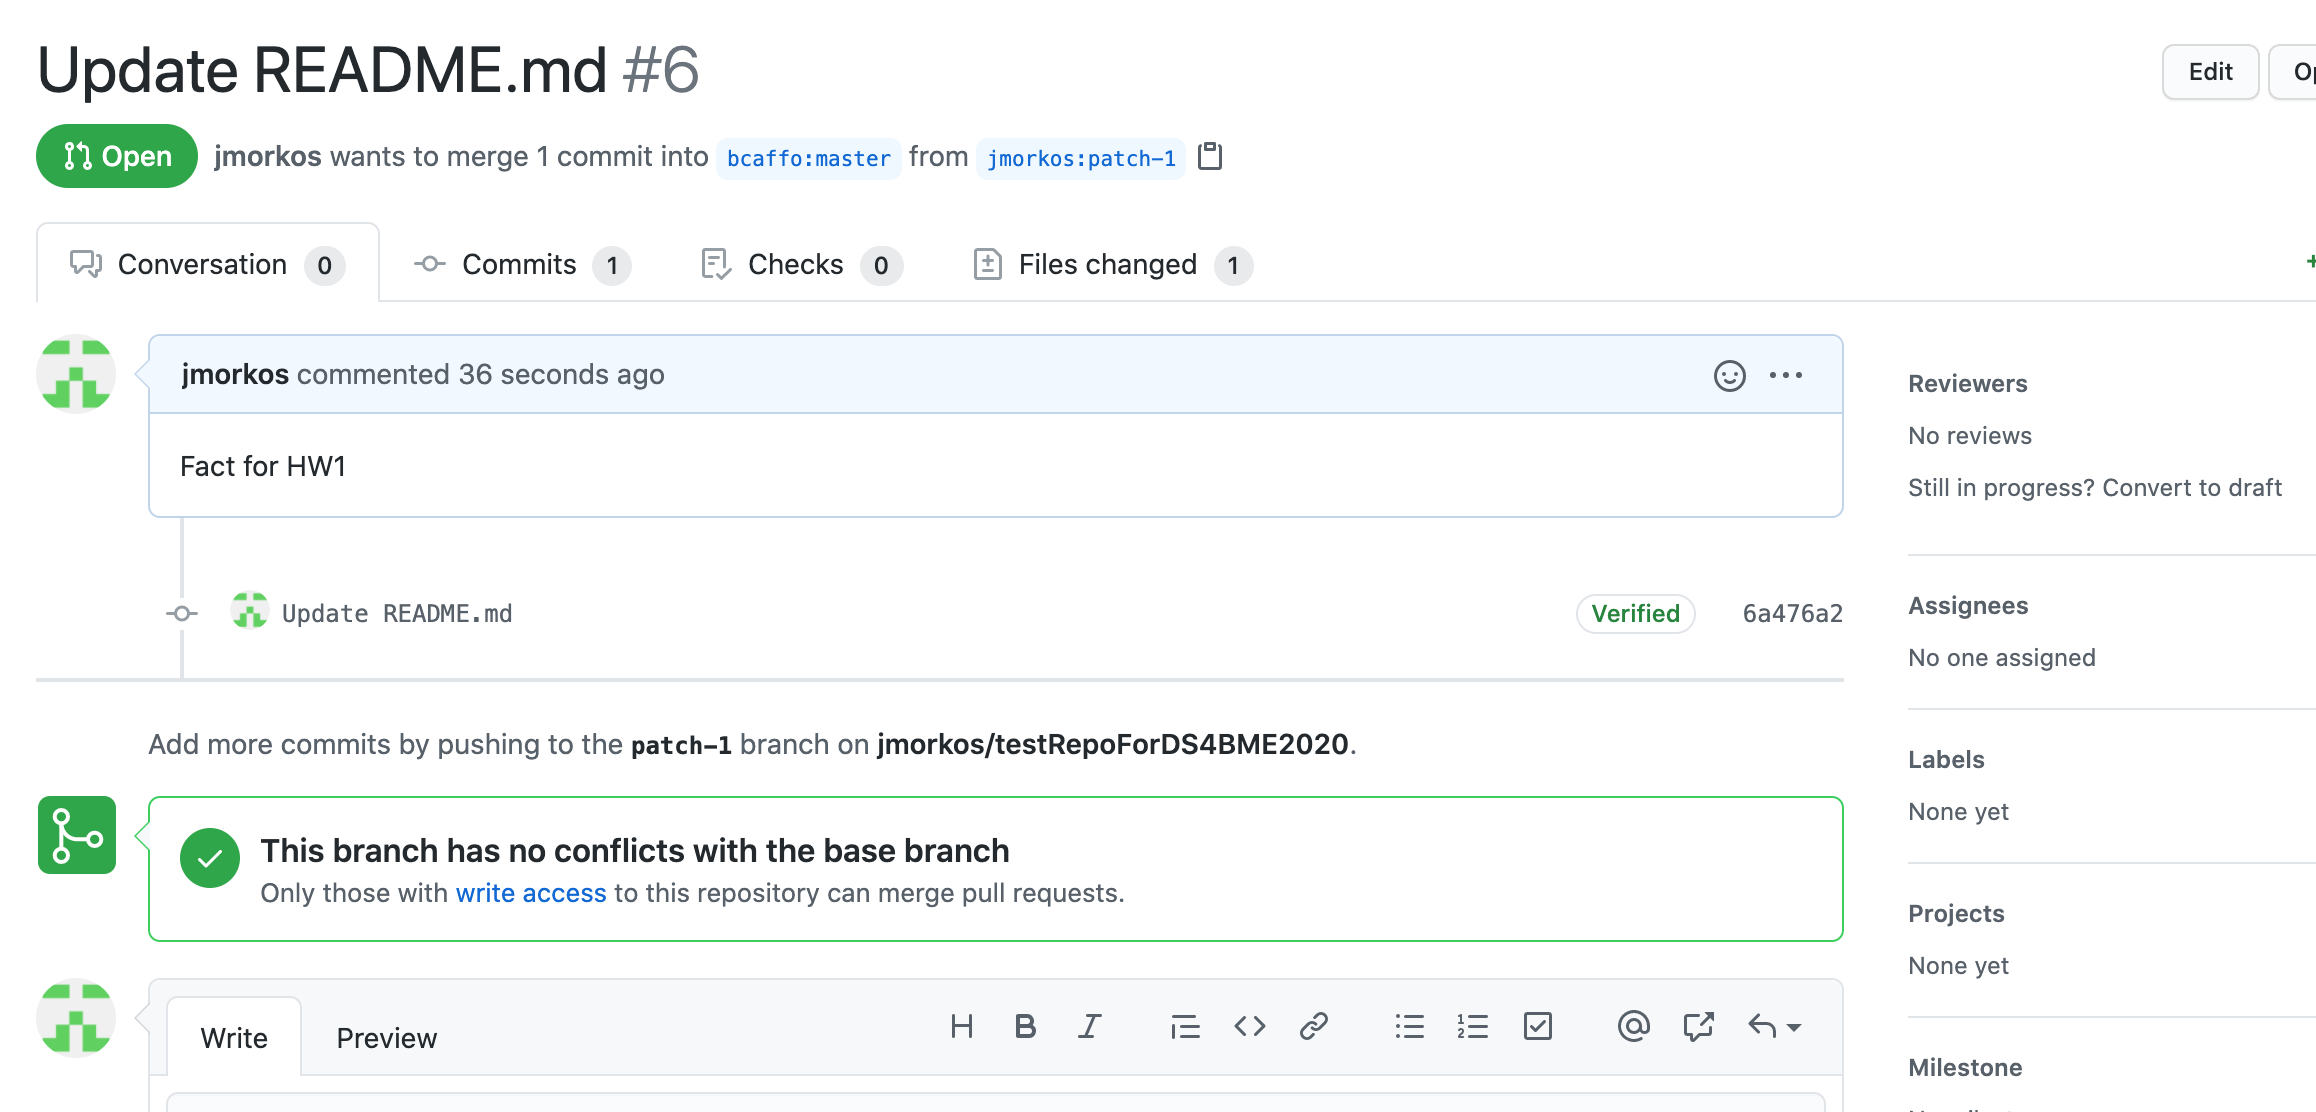 Update README.md #6
Edit
Open jmorkos wants to merge 1 commit into bcaffo:master from jmorkos:patch-1
Conversation 0
Commits 1
Checks 0
Files changed 1
jmorkos commented 36 seconds ago
Fact for HW1
Update README.md
Verified
6a476a2
Add more commits by pushing to the patch-1 branch on jmorkos/testRepoForDS4BME2020.
This branch has no conflicts with the base branch
Only those with write access to this repository can merge pull requests.
Write
Preview
Reviewers
No reviews
Still in progress? Convert to draft
Assignees
No one assigned
Labels
None yet
Projects
None yet
Milestone